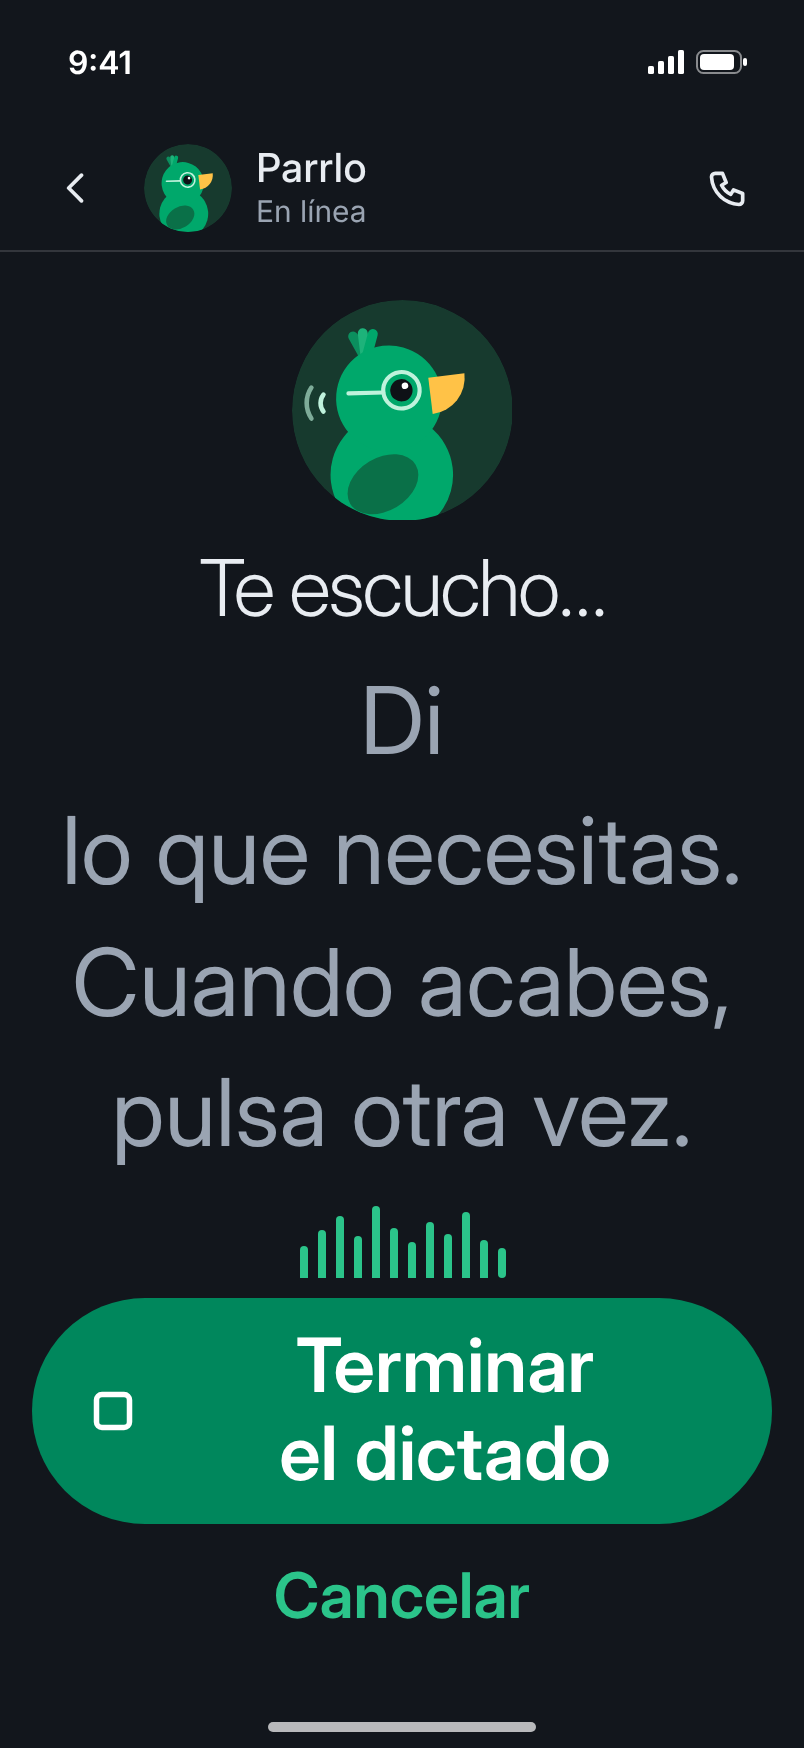 9:41
Parrlo
En línea
Te escucho...
Di
lo que necesitas.
Cuando acabes,
pulsa otra vez.
Terminar
el dictado
Cancelar